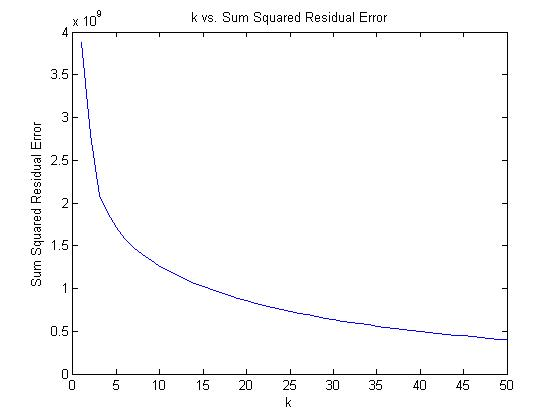 k vs. Sum Squared Residual Error
4 x 10^9
3.5
3
2.5
2
1.5
1
0.5
0
Sum Squared Residual Error
0 5 10 15 20 25 30 35 40 45 50
k